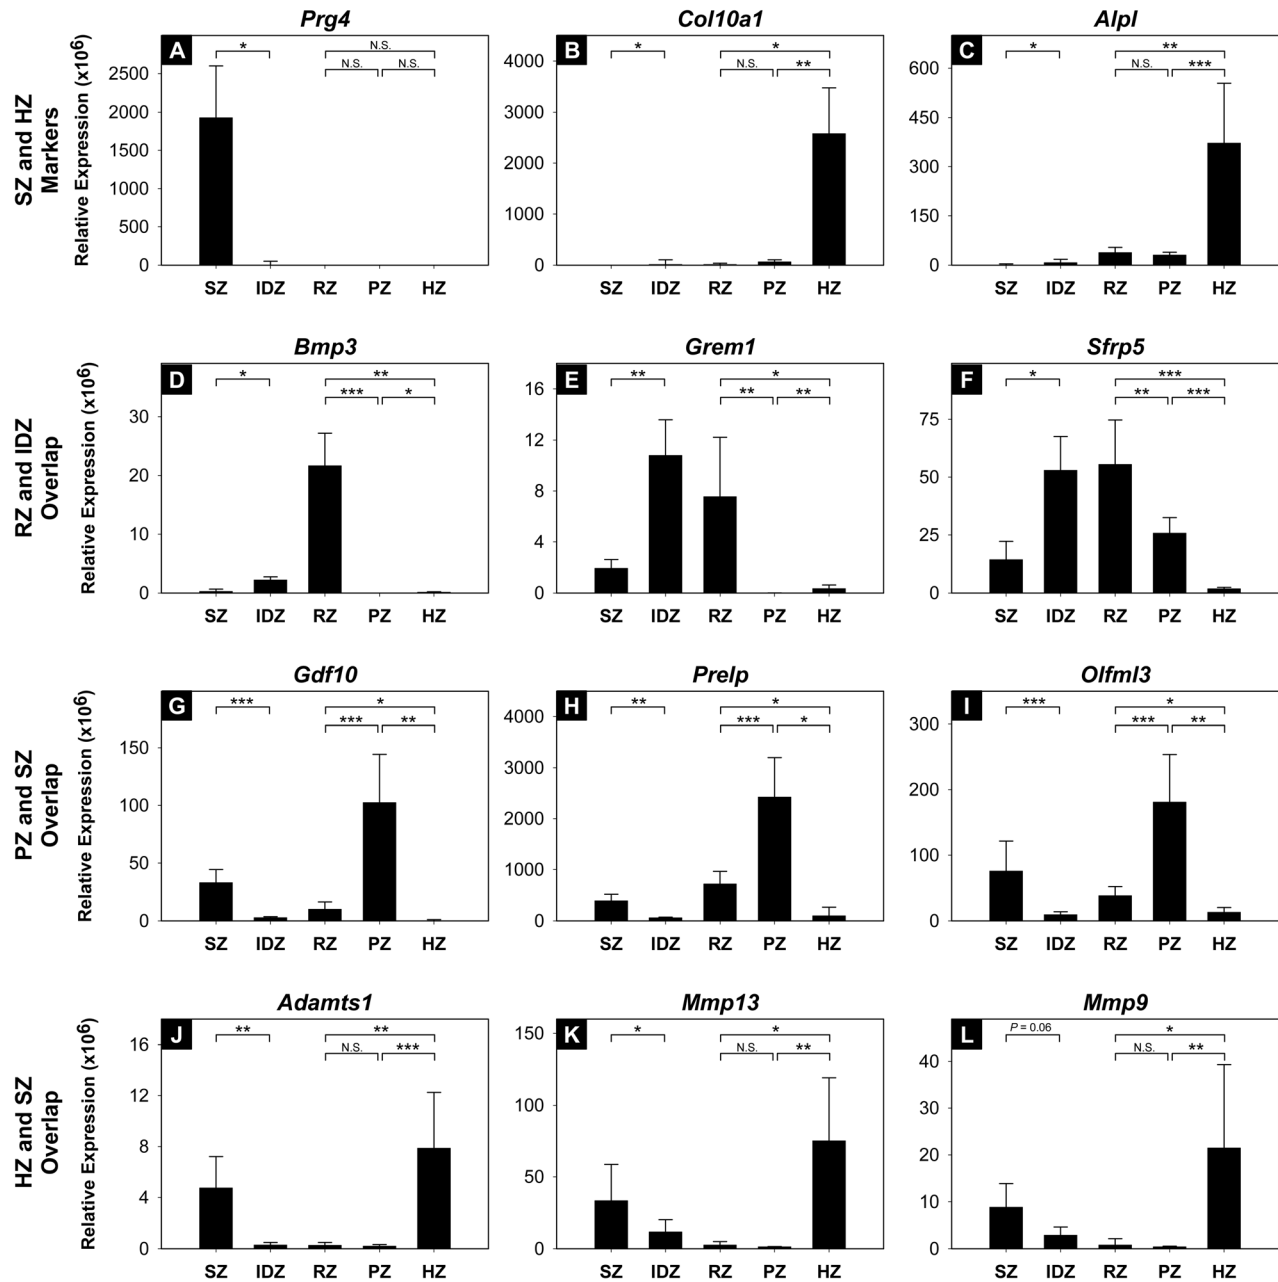 Prg4
Col10a1
Alpl
SZ and HZ
Markers
Relative Expression (x10⁶)
A
*
N.S.
N.S.
N.S.
2500
2000
1500
1000
500
0
SZ IDZ RZ PZ HZ
B
*
*
N.S.
**
4000
3000
2000
1000
0
SZ IDZ RZ PZ HZ
C
*
**
N.S.
***
600
450
300
150
0
SZ IDZ RZ PZ HZ
Bmp3
Grem1
Sfrp5
RZ and IDZ
Overlap
Relative Expression (x10⁶)
D
*
**
***
*
30
20
10
0
SZ IDZ RZ PZ HZ
E
**
*
**
**
16
12
8
4
0
SZ IDZ RZ PZ HZ
F
*
***
**
***
75
50
25
0
SZ IDZ RZ PZ HZ
Gdf10
Prelp
Olfml3
PZ and SZ
Overlap
Relative Expression (x10⁶)
G
***
*
***
**
150
100
50
0
SZ IDZ RZ PZ HZ
H
**
*
***
*
4000
3000
2000
1000
0
SZ IDZ RZ PZ HZ
I
***
*
***
**
300
200
100
0
SZ IDZ RZ PZ HZ
Adamts1
Mmp13
Mmp9
HZ and SZ
Overlap
Relative Expression (x10⁶)
J
**
**
N.S.
***
16
12
8
4
0
SZ IDZ RZ PZ HZ
K
*
*
N.S.
**
150
100
50
0
SZ IDZ RZ PZ HZ
L
P = 0.06
*
N.S.
**
40
30
20
10
0
SZ IDZ RZ PZ HZ